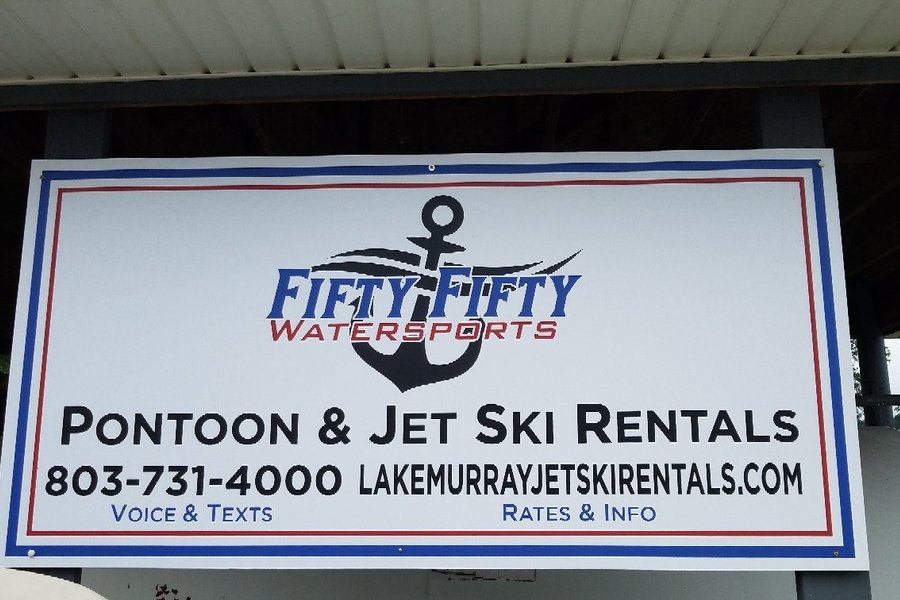 Fifty Fifty
Watersports
Pontoon & Jet Ski Rentals
803-731-4000 LAKEMURRAYJETSKIRENTALS.COM
Voice & Texts Rates & Info